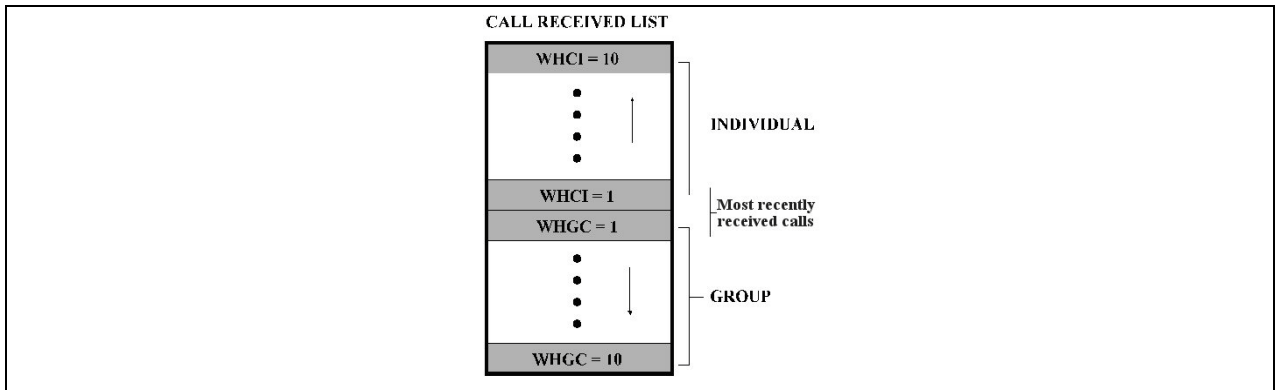 CALL RECEIVED LIST
WHCI = 10
INDIVIDUAL
WHCI = 1
Most recently
received calls
WHGC = 1
GROUP
WHGC = 10